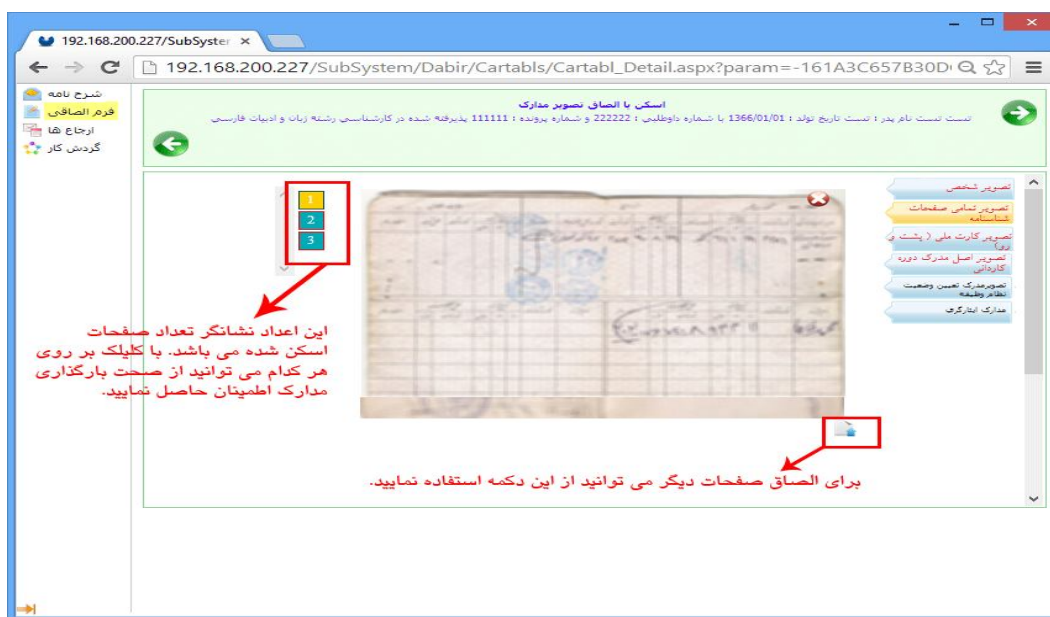 192.168.200.227/SubSyster
192.168.200.227/SubSystem/Dabir/Cartabls/Cartabl_Detail.aspx?param=-161A3C657B30D
شرح نامه
فرم الصاقی
ارجاع ها
گردش کار
اسکن یا الصاق تصویر مدارک
تست تست نام پدر : تست تاریخ تولد : 1366/01/01 با شماره داوطلبی : 222222 و شماره پرونده : 111111 پذیرفته شده در کارشناسی رشته زبان و ادبیات فارسی
تصویر شخصی
تصویر تمامی صفحات
شناسنامه
تصویر کارت ملی ( پشت و
رو)
تصویر اصل مدرک دوره
کاردانی
تصویرمدرک تعیین وضعیت
نظام وظیفه
مدارک ایثارگری
1
2
3
این اعداد نشانگر تعداد صفحات
اسکن شده می باشد. با کلیلک بر روی
هر کدام می توانید از صحت بارگذاری
مدارک اطمینان حاصل نمایید.
برای الصاق صفحات دیگر می توانید از این دکمه استفاده نمایید.